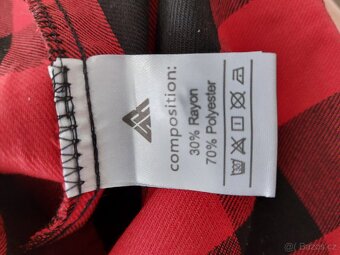 composition:
30% Rayon
70% Polyester
Bazos.cz